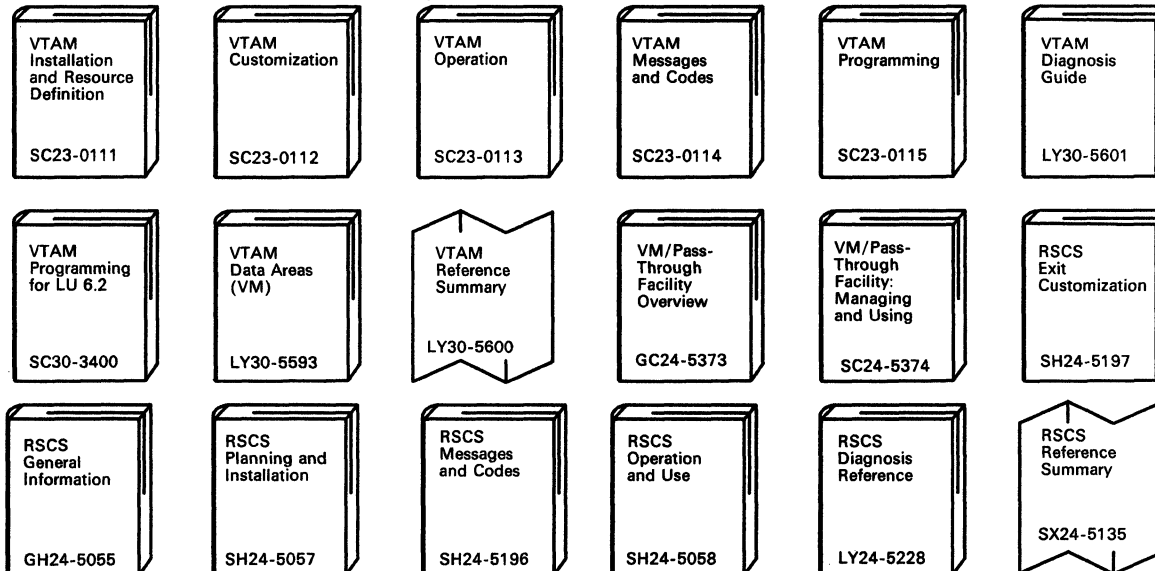 VTAM
Installation
and Resource
Definition
SC23-0111
VTAM
Customization
SC23-0112
VTAM
Operation
SC23-0113
VTAM
Messages
and Codes
SC23-0114
VTAM
Programming
SC23-0115
VTAM
Diagnosis
Guide
LY30-5601
VTAM
Programming
for LU 6.2
SC30-3400
VTAM
Data Areas
(VM)
LY30-5593
VTAM
Reference
Summary
LY30-5600
VM/Pass-
Through
Facility
Overview
GC24-5373
VM/Pass-
Through
Facility:
Managing
and Using
SC24-5374
RSCS
Exit
Customization
SH24-5197
RSCS
General
Information
GH24-5055
RSCS
Planning and
Installation
SH24-5057
RSCS
Messages
and Codes
SH24-5196
RSCS
Operation
and Use
SH24-5058
RSCS
Diagnosis
Reference
LY24-5228
RSCS
Reference
Summary
SX24-5135